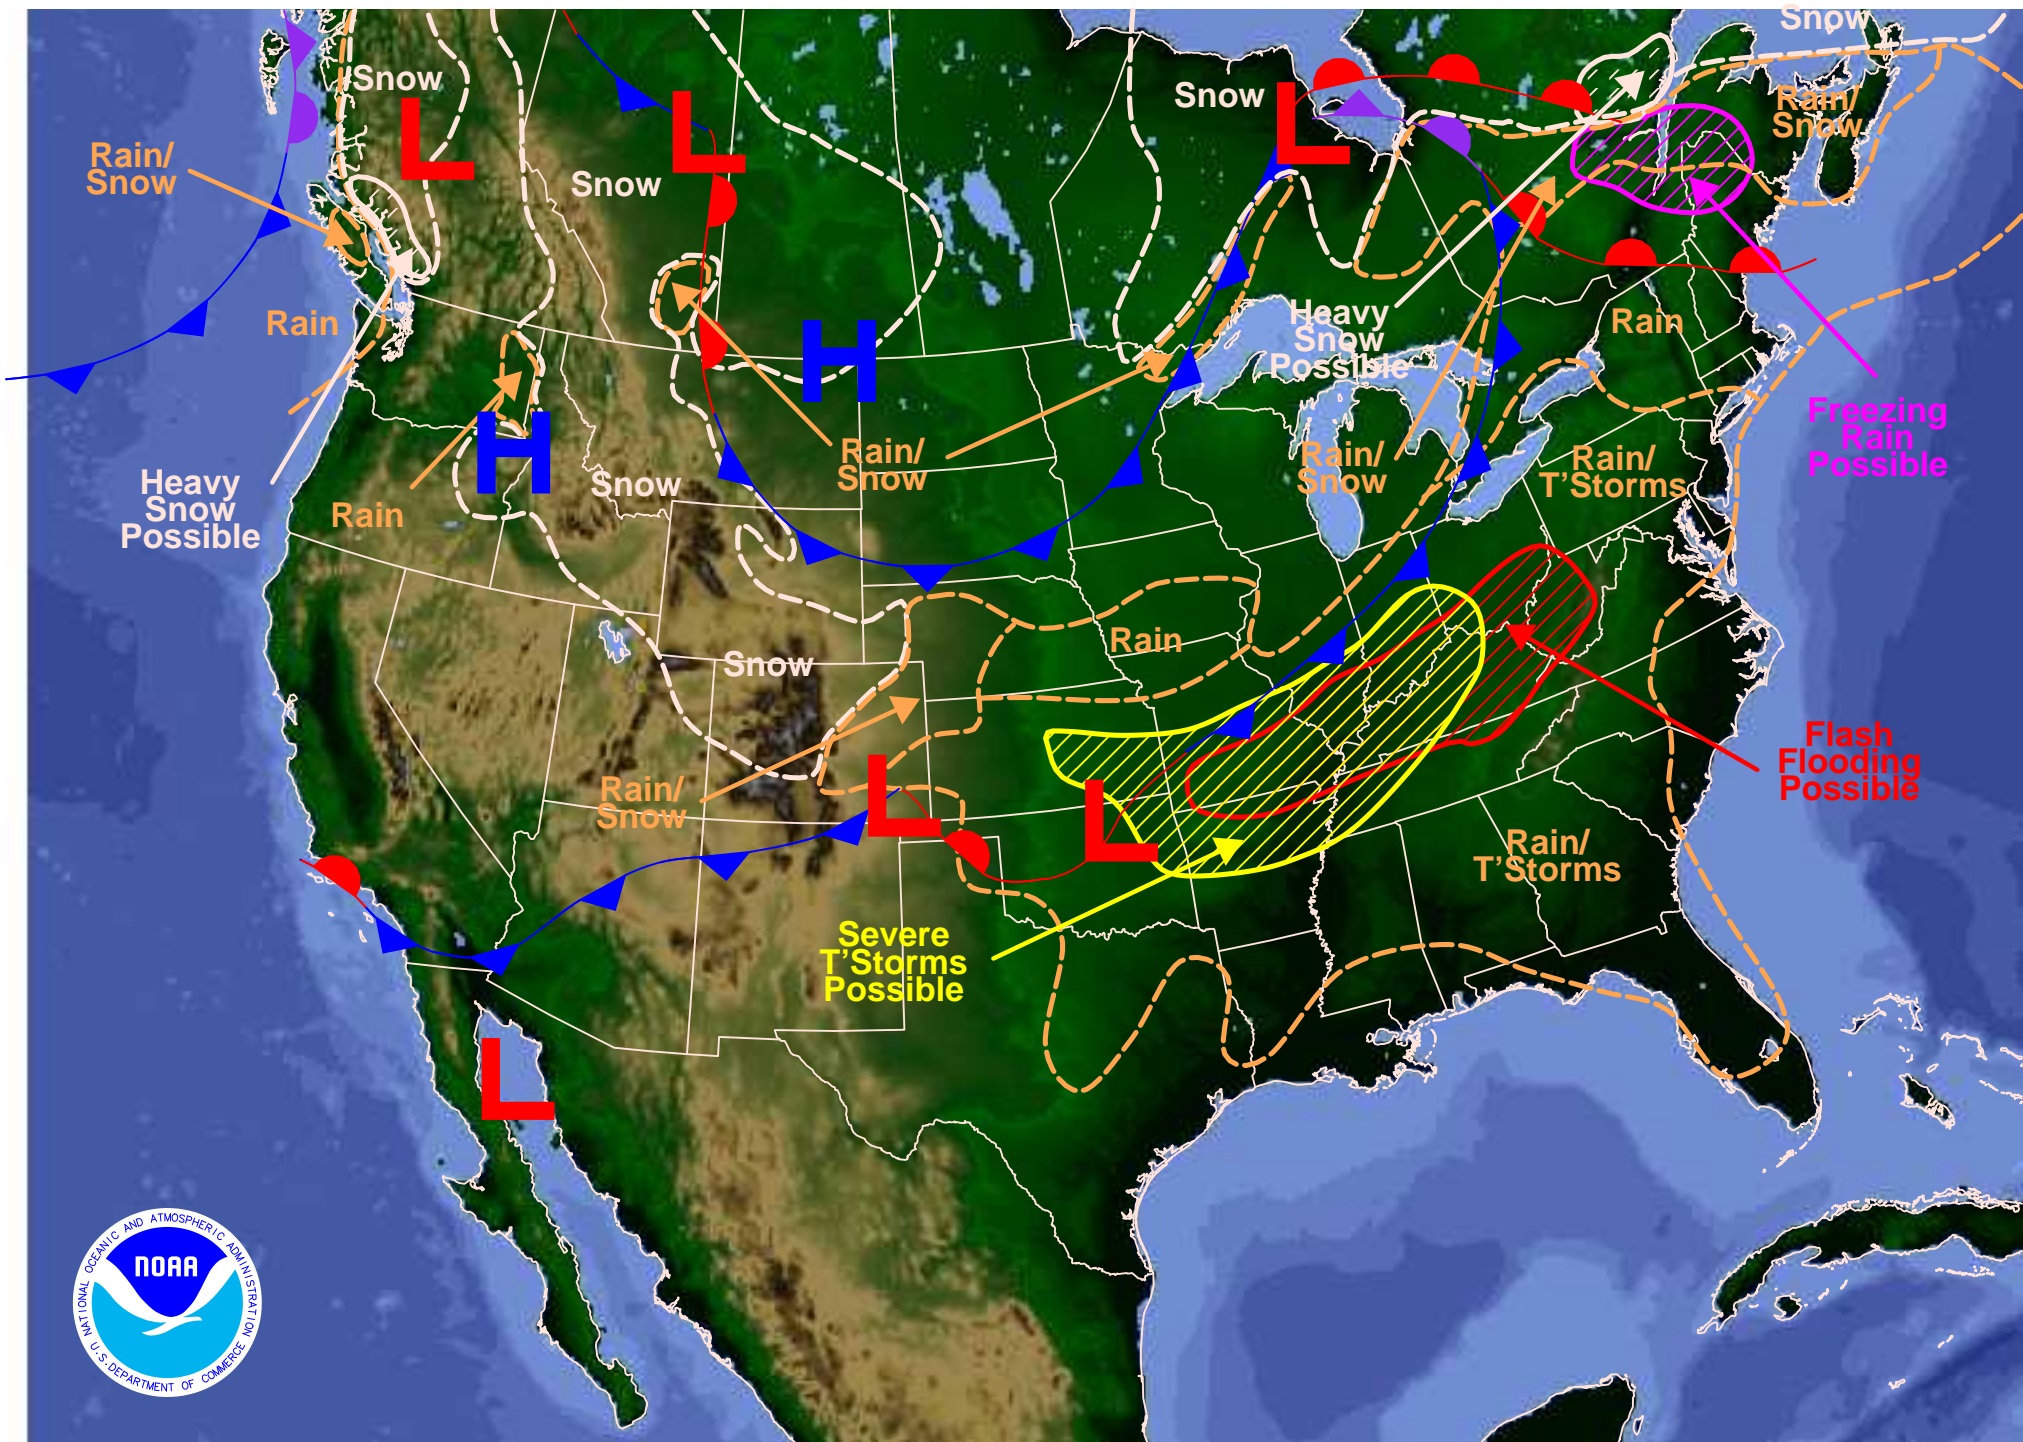 Snow
Snow
L
L
Snow
L
Rain/
Snow
Rain/
Snow
Snow
Rain
Heavy
Snow
Possible
Rain
H
H
Freezing
Rain
Possible
Rain/
Snow
Rain/
Snow
Rain/
T'Storms
Heavy
Snow
Possible
Rain
Snow
Rain
Snow
Flash
Flooding
Possible
Rain/
Snow
L
L
Rain/
T'Storms
Severe
T'Storms
Possible
L
NATIONAL OCEANIC AND ATMOSPHERIC ADMINISTRATION
NOAA
U.S. DEPARTMENT OF COMMERCE